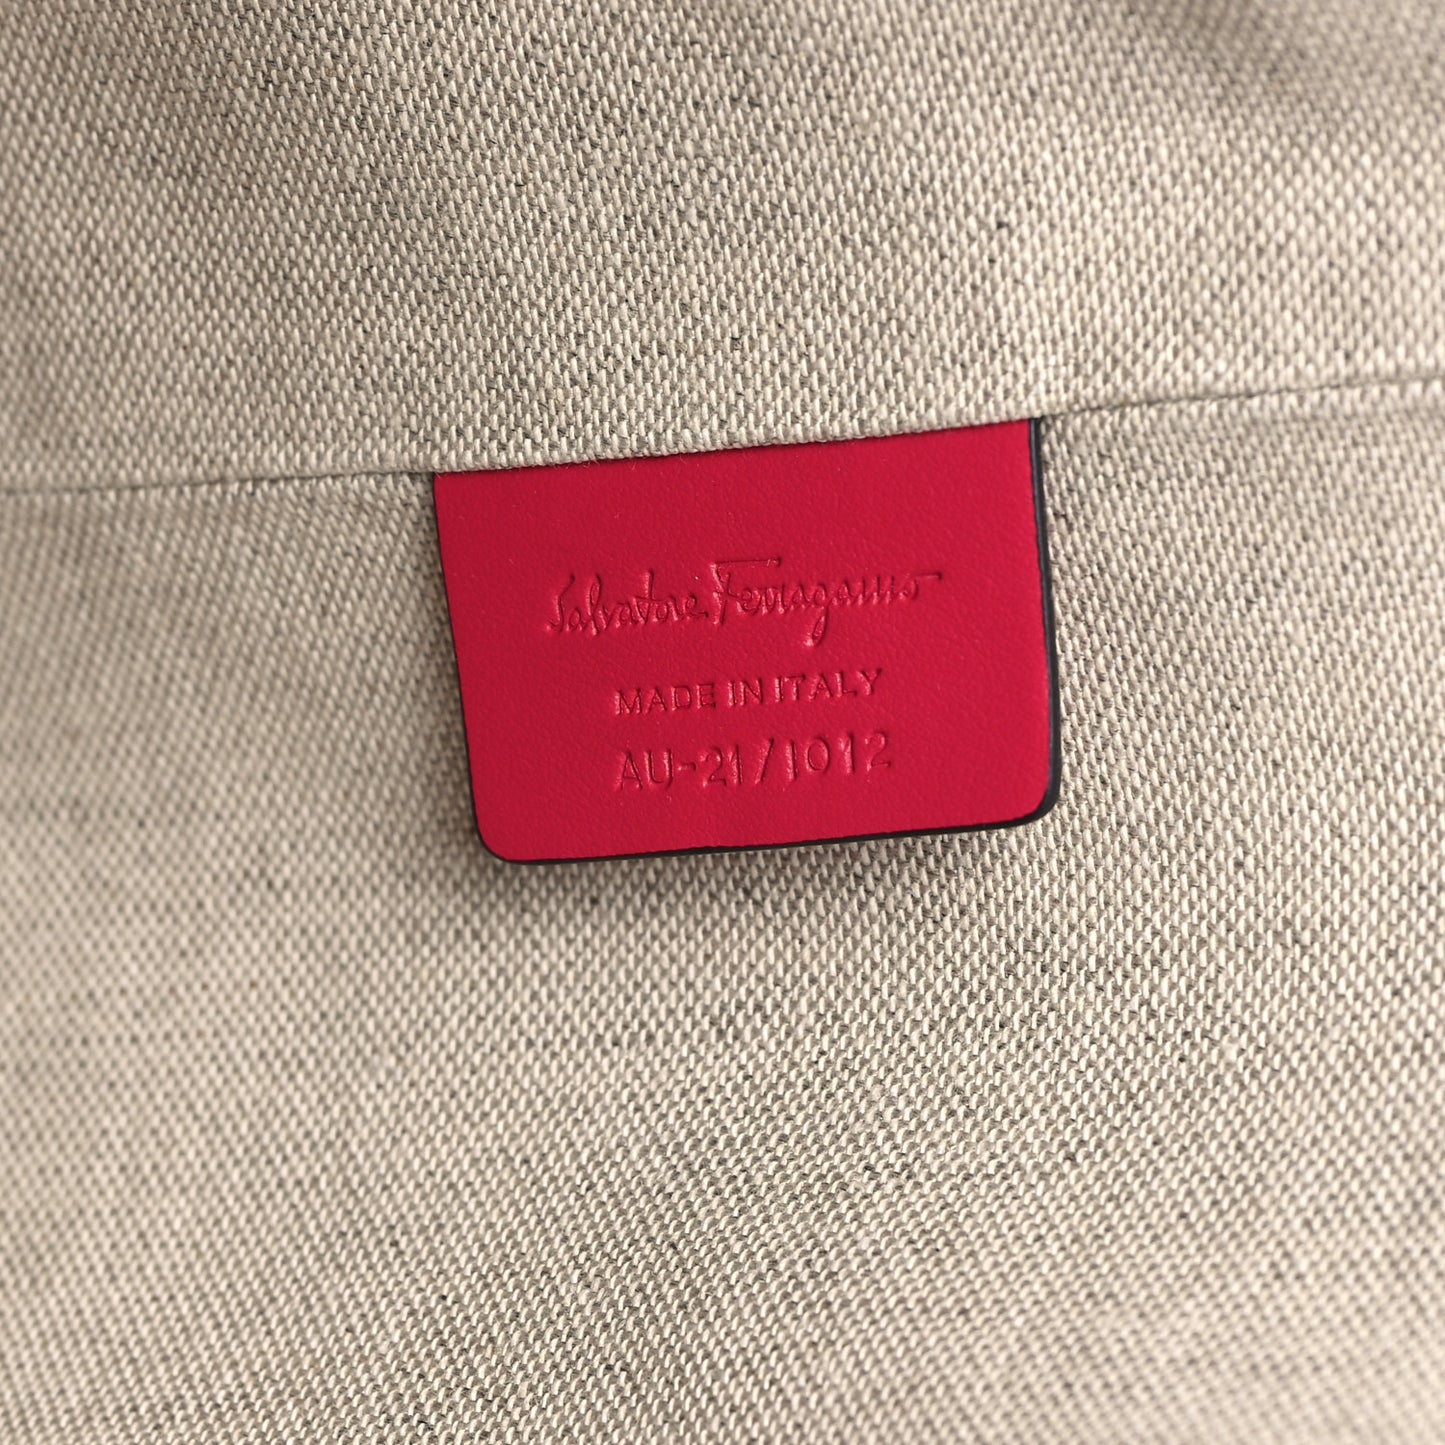 Salvatore Ferragamo
MADE IN ITALY
AU-21/1012